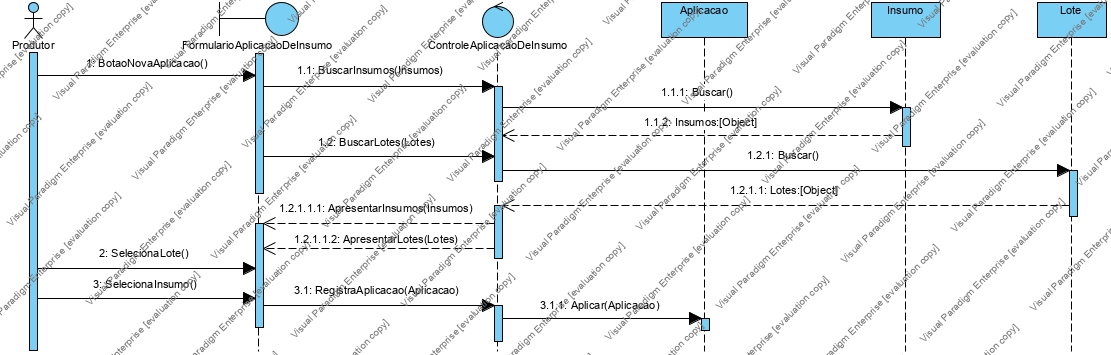 Produtor
FormularioAplicacaoDeInsumo
ControleAplicacaoDeInsumo
Aplicacao
Insumo
Lote
1: BotaoNovaAplicacao()
1.1: BuscarInsumos(Insumos)
1.1.1: Buscar()
1.1.2: Insumos:[Object]
1.2: BuscarLotes(Lotes)
1.2.1: Buscar()
1.2.1.1: Lotes:[Object]
1.2.1.1.1: ApresentarInsumos(Insumos)
1.2.1.1.2: ApresentarLotes(Lotes)
2: SelecionaLote()
3: SelecionaInsumo()
3.1: RegistraAplicacao(Aplicacao)
3.1.1: Aplicar(Aplicacao)
Visual Paradigm Enterprise [evaluation copy]